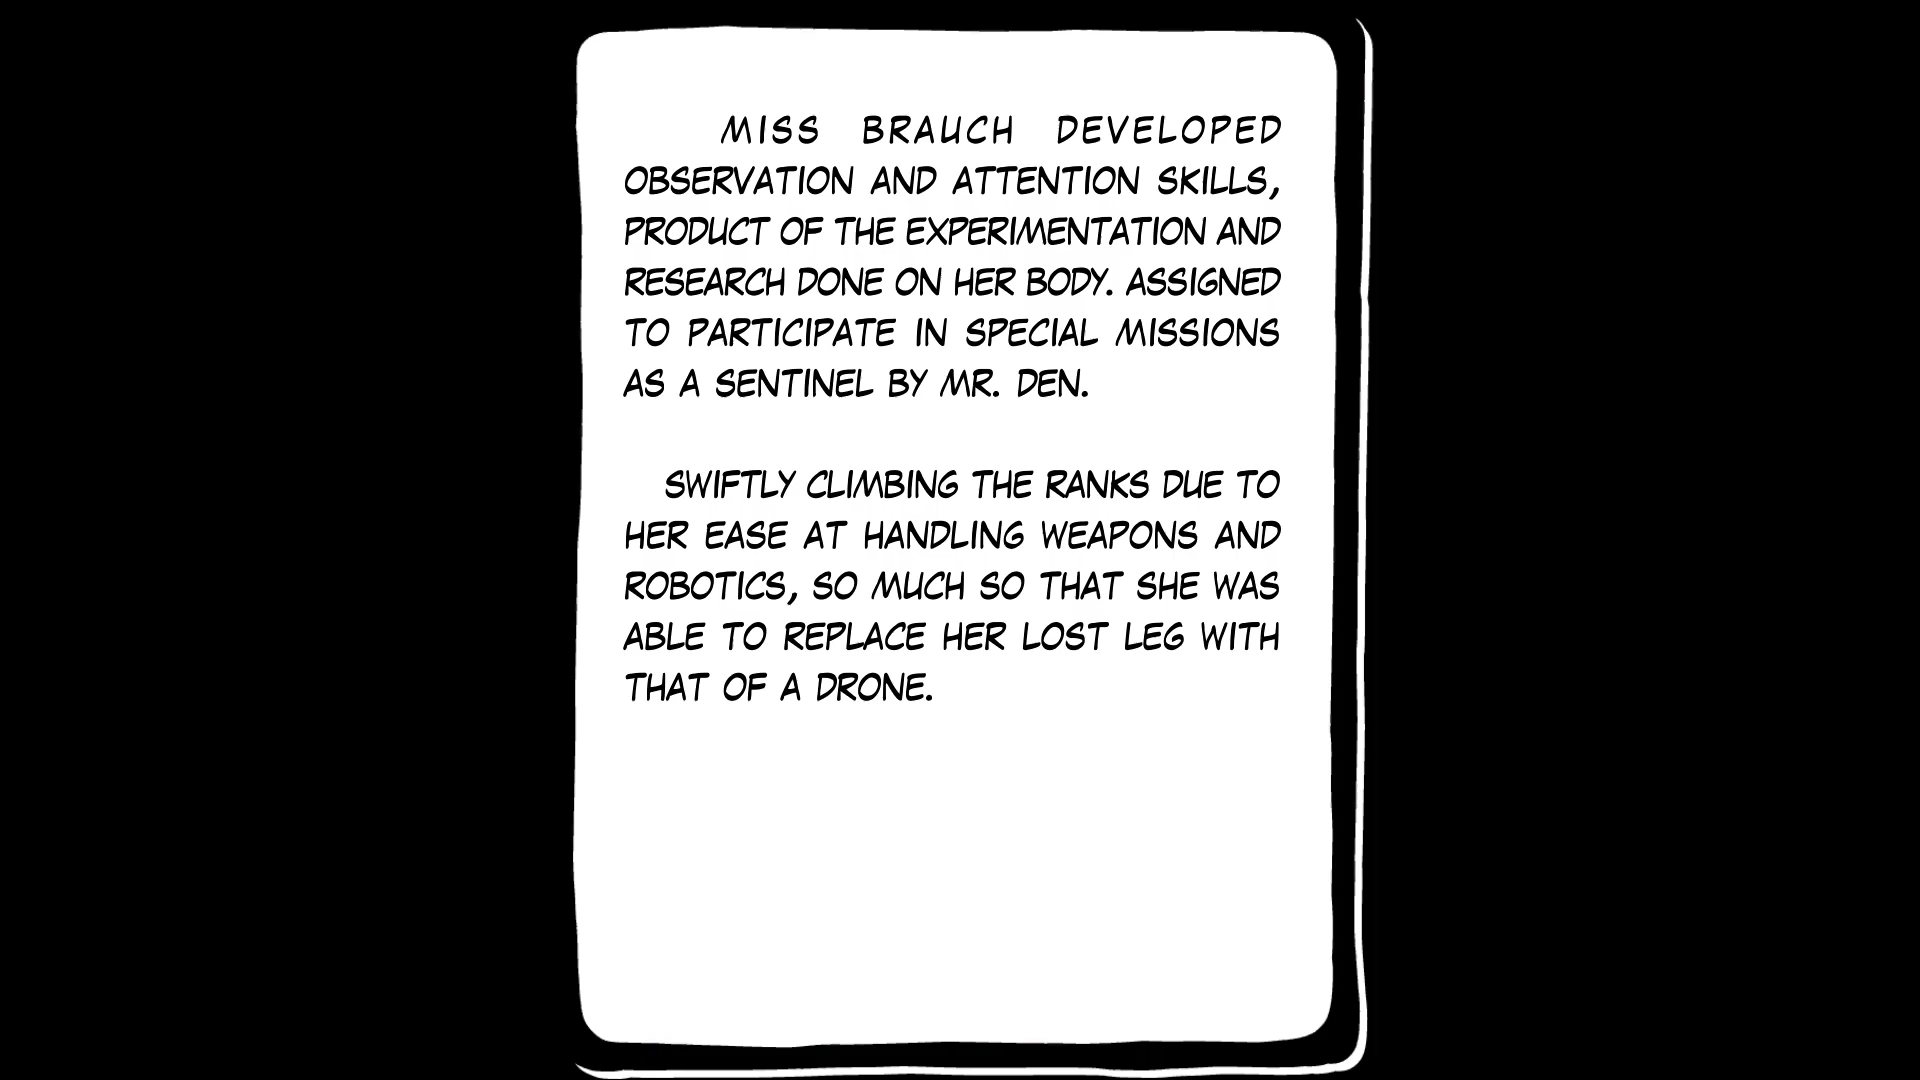 MISS BRAUCH DEVELOPED
OBSERVATION AND ATTENTION SKILLS,
PRODUCT OF THE EXPERIMENTATION AND
RESEARCH DONE ON HER BODY. ASSIGNED
TO PARTICIPATE IN SPECIAL MISSIONS
AS A SENTINEL BY MR. DEN.
SWIFTLY CLIMBING THE RANKS DUE TO
HER EASE AT HANDLING WEAPONS AND
ROBOTICS, SO MUCH SO THAT SHE WAS
ABLE TO REPLACE HER LOST LEG WITH
THAT OF A DRONE.